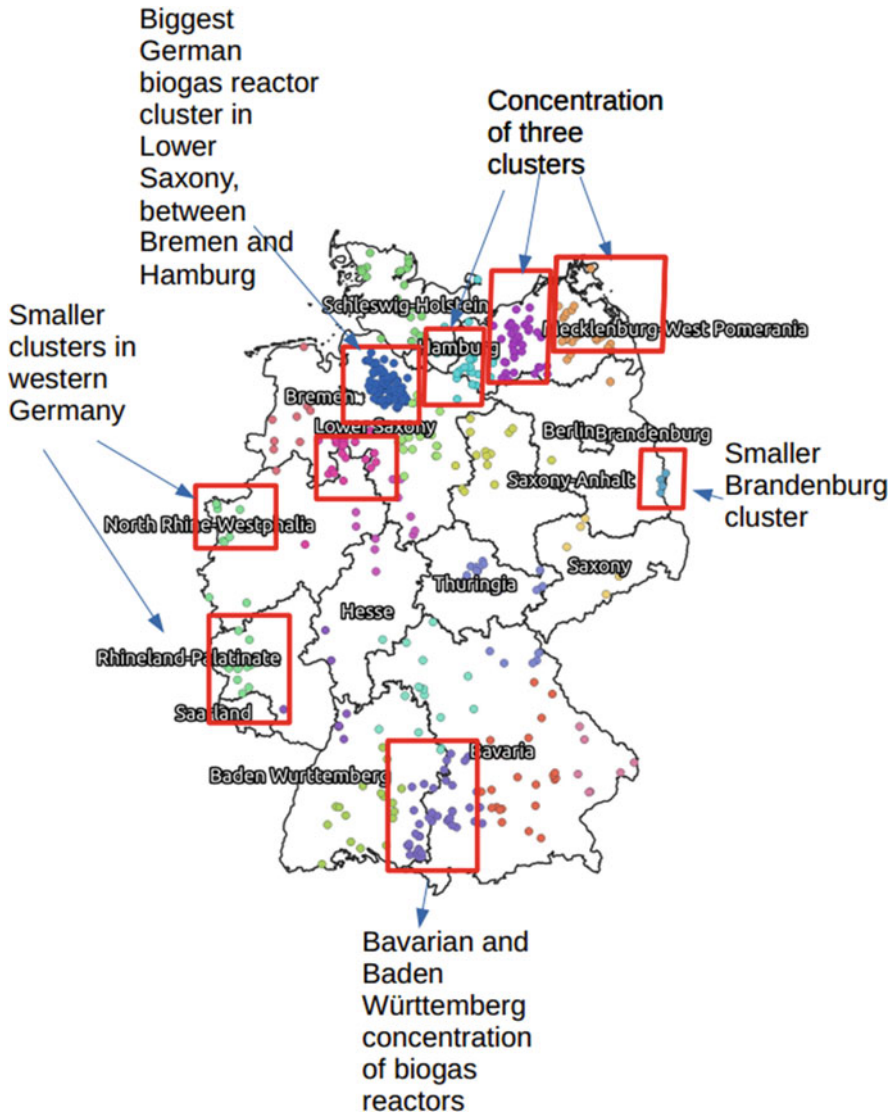 Biggest
German
biogas reactor
cluster in
Lower
Saxony,
between
Bremen and
Hamburg
Concentration
of three
clusters
Smaller
clusters in
western
Germany
Schleswig-Holstein
Mecklenburg-West Pomerania
Hamburg
Bremen
Lower Saxony
Berlin
Brandenburg
Saxony-Anhalt
Smaller
Brandenburg
cluster
North Rhine-Westphalia
Saxony
Thuringia
Hesse
Rhineland-Palatinate
Saarland
Bavaria
Baden Wurttemberg
Bavarian and
Baden
Württemberg
concentration
of biogas
reactors